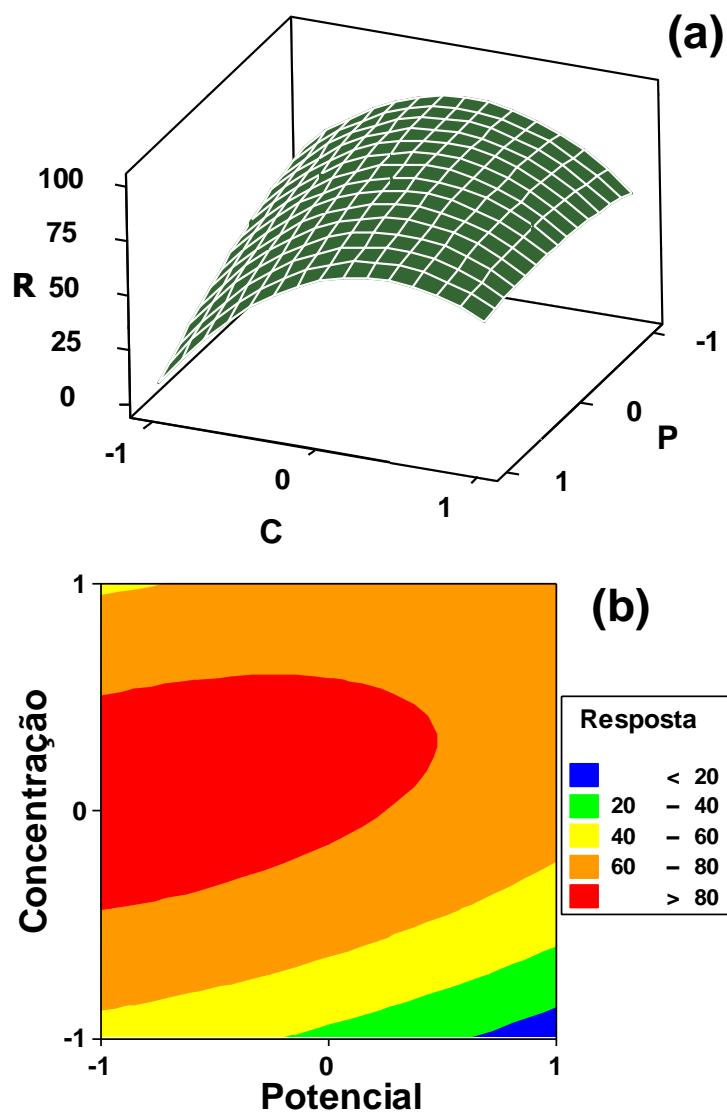 (a)
100
75
R 50
25
0
-1
0
1
C
-1
0
P
1
(b)
1
0
-1
Concentração
-1 0 1
Potencial
Resposta
< 20
20 – 40
40 – 60
60 – 80
> 80